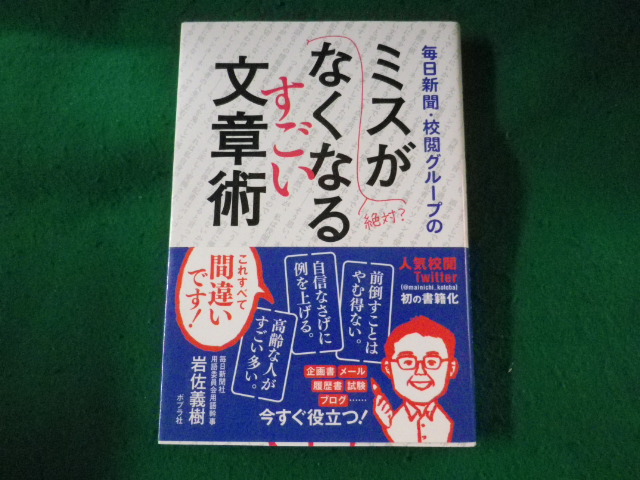 毎日新聞・校閲グループの
ミスが
なくなる
すごい
文章術
絶対?
人気校閲
Twitter
(@mainichi_kotoba)
初の書籍化
前倒すことは
やむ得ない。
自信なさげに
例を上げる。
高齢な人が
すごい多い。
これすべて
間違い
です!
企画書 メール
履歴書 試験
ブログ……
今すぐ役立つ!
毎日新聞社
用語委員会用語幹事
岩佐義樹
ポプラ社